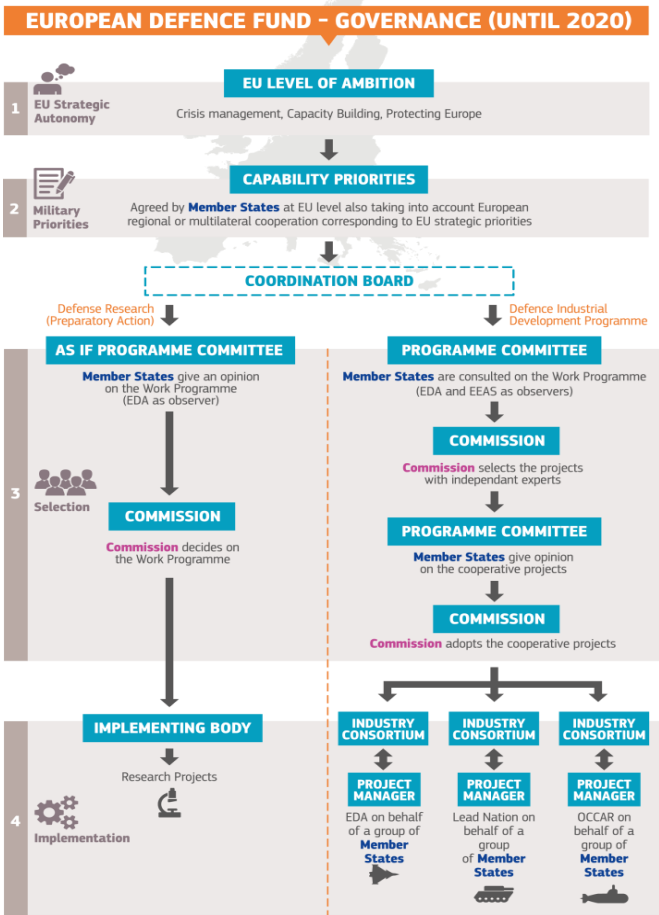 EUROPEAN DEFENCE FUND – GOVERNANCE (UNTIL 2020)
1
EU Strategic
Autonomy
EU LEVEL OF AMBITION
Crisis management, Capacity Building, Protecting Europe
2
Military
Priorities
CAPABILITY PRIORITIES
Agreed by Member States at EU level also taking into account European
regional or multilateral cooperation corresponding to EU strategic priorities
COORDINATION BOARD
Defense Research
(Preparatory Action)
Defence Industrial
Development Programme
3
Selection
AS IF PROGRAMME COMMITTEE
Member States give an opinion
on the Work Programme
(EDA as observer)
COMMISSION
Commission decides on
the Work Programme
PROGRAMME COMMITTEE
Member States are consulted on the Work Programme
(EDA and EEAS as observers)
COMMISSION
Commission selects the projects
with independant experts
PROGRAMME COMMITTEE
Member States give opinion
on the cooperative projects
COMMISSION
Commission adopts the cooperative projects
4
Implementation
IMPLEMENTING BODY
Research Projects
INDUSTRY
CONSORTIUM
PROJECT
MANAGER
EDA on behalf
of a group of
Member
States
INDUSTRY
CONSORTIUM
PROJECT
MANAGER
Lead Nation on
behalf of a
group
of Member
States
INDUSTRY
CONSORTIUM
PROJECT
MANAGER
OCCAR on
behalf of a
group of
Member
States